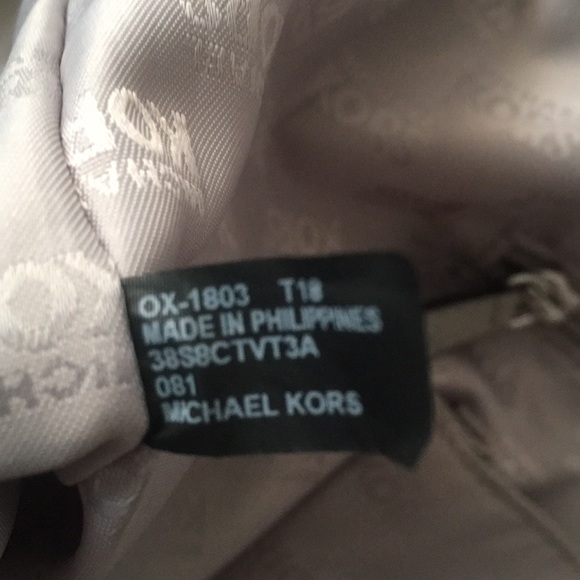 OX-1803 T18
MADE IN PHILIPPINES
38S8CTVT3A
081
MICHAEL KORS